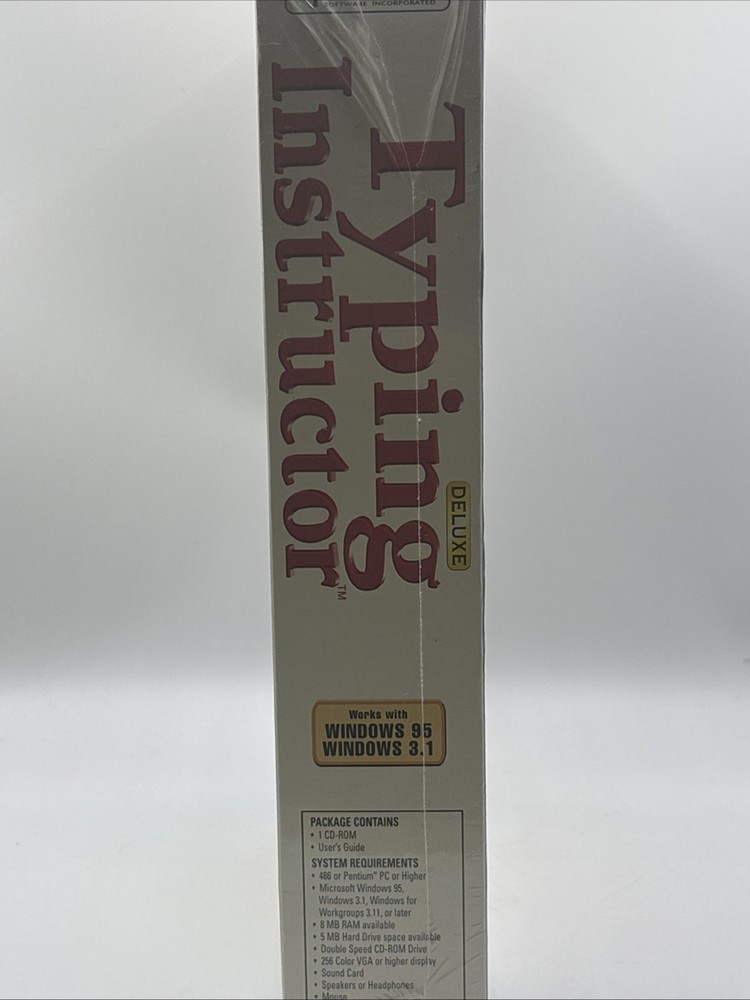 SOFTWARE INCORPORATED
Typing
Instructor™
DELUXE
Works with
WINDOWS 95
WINDOWS 3.1
PACKAGE CONTAINS
• 1 CD-ROM
• User's Guide
SYSTEM REQUIREMENTS
• 486 or Pentium™ PC or Higher
• Microsoft Windows 95,
Windows 3.1, Windows for
Workgroups 3.11, or later
• 8 MB RAM available
• 5 MB Hard Drive space available
• Double Speed CD-ROM Drive
• 256 Color VGA or higher display
• Sound Card
• Speakers or Headphones
• Mouse